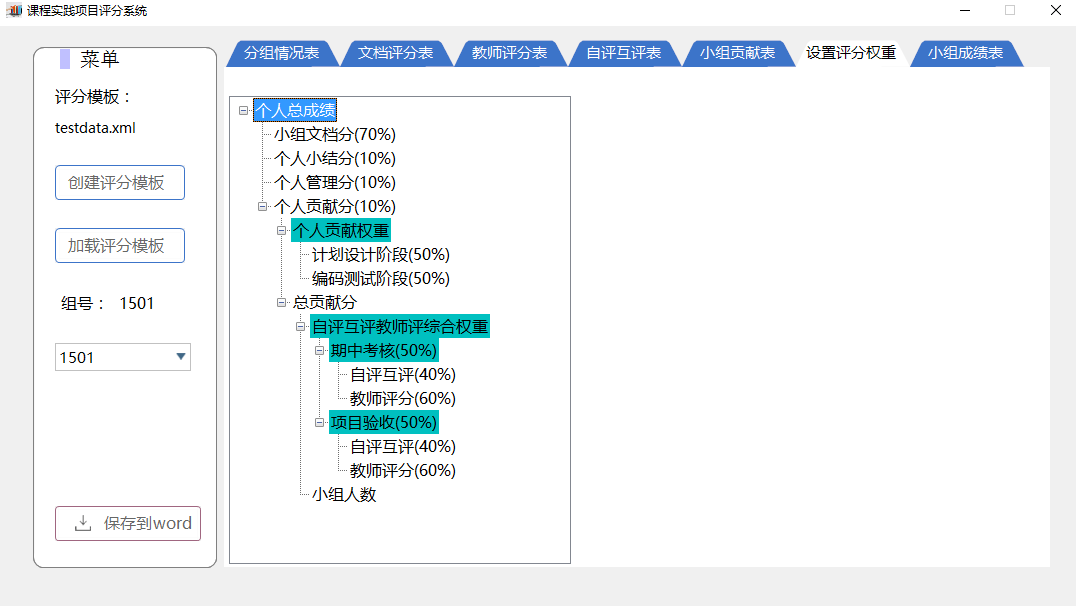 课程实践项目评分系统
菜单
评分模板：
testdata.xml
创建评分模板
加载评分模板
组号： 1501
1501
保存到word
分组情况表 文档评分表 教师评分表 自评互评表 小组贡献表 设置评分权重 小组成绩表
个人总成绩
小组文档分(70%)
个人小结分(10%)
个人管理分(10%)
个人贡献分(10%)
个人贡献权重
计划设计阶段(50%)
编码测试阶段(50%)
总贡献分
自评互评教师评综合权重
期中考核(50%)
自评互评(40%)
教师评分(60%)
项目验收(50%)
自评互评(40%)
教师评分(60%)
小组人数